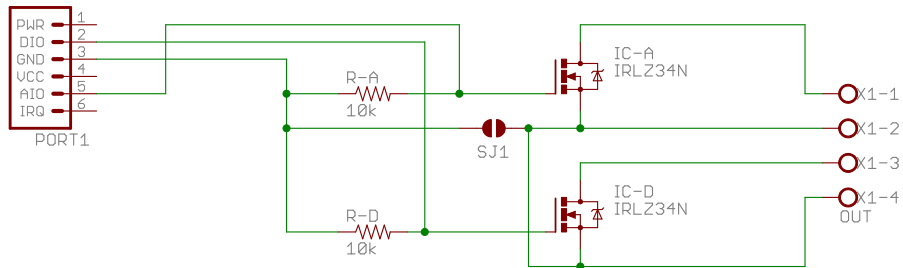 PWR 1
DIO 2
GND 3
VCC 4
AIO 5
IRQ 6
PORT1
R-A
10k
SJ1
R-D
10k
IC-A
IRLZ34N
IC-D
IRLZ34N
X1-1
X1-2
X1-3
X1-4
OUT